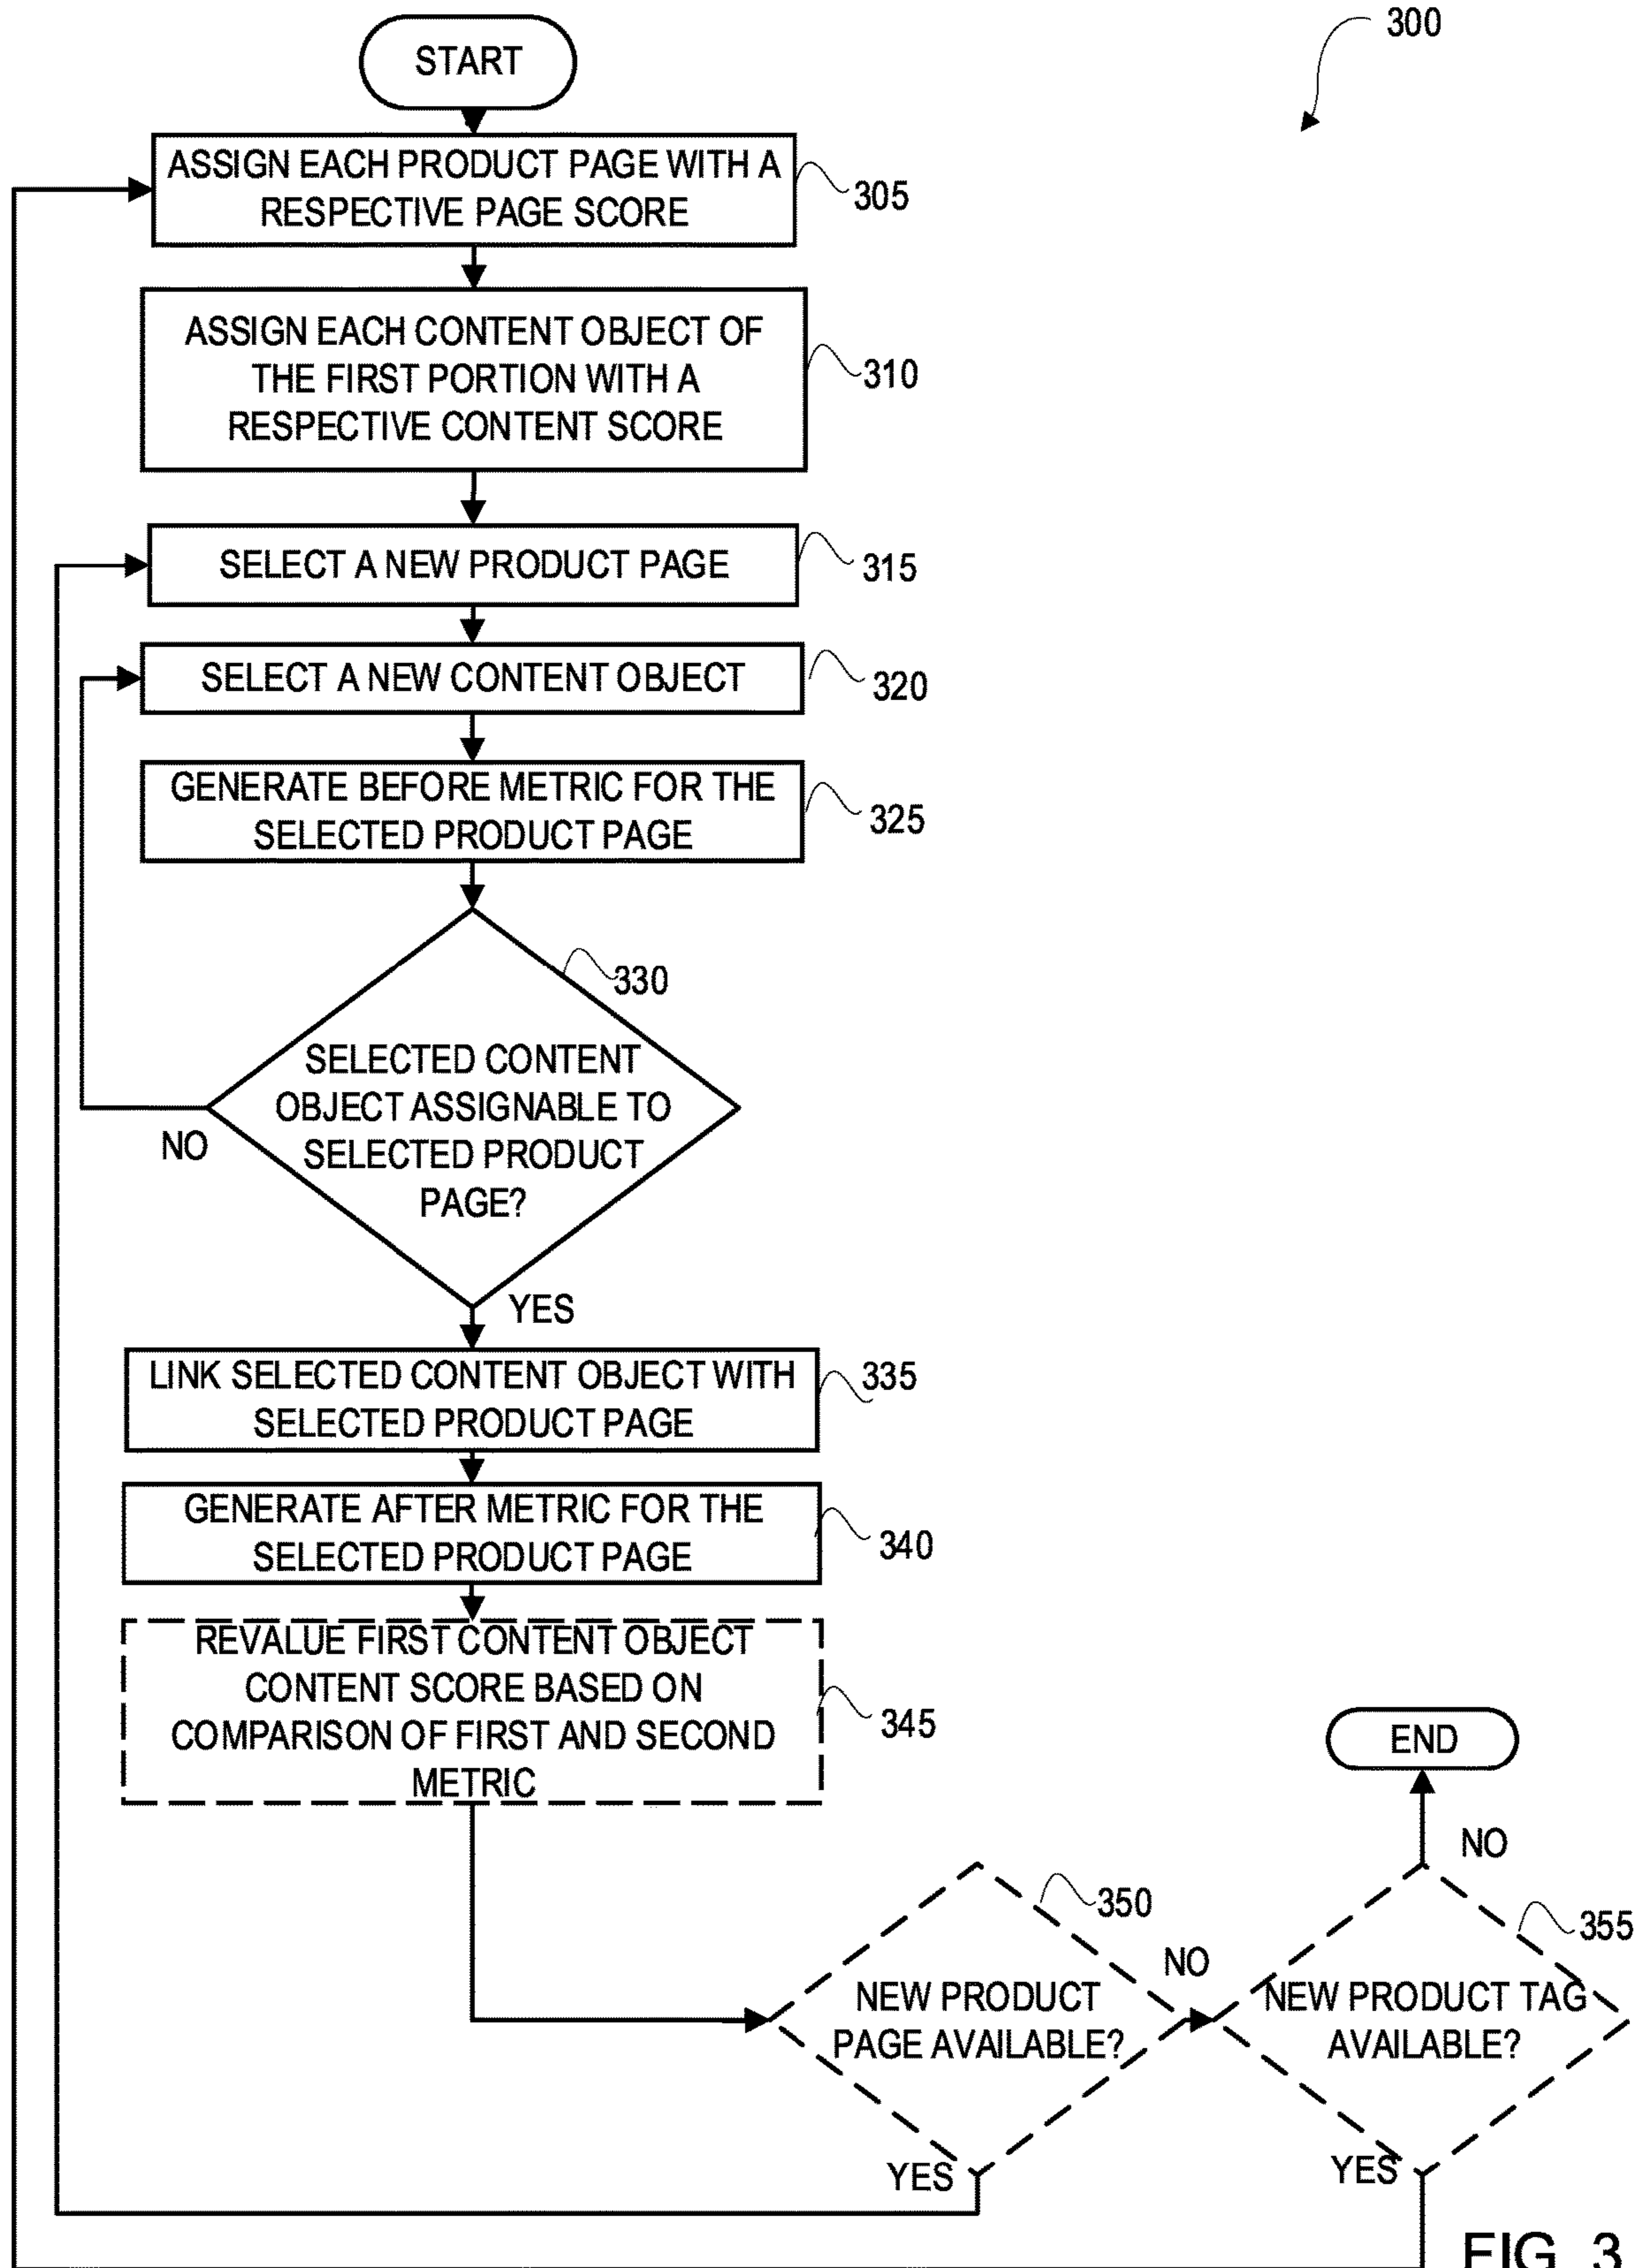 300
START
ASSIGN EACH PRODUCT PAGE WITH A
RESPECTIVE PAGE SCORE
305
ASSIGN EACH CONTENT OBJECT OF
THE FIRST PORTION WITH A
RESPECTIVE CONTENT SCORE
310
SELECT A NEW PRODUCT PAGE
315
SELECT A NEW CONTENT OBJECT
320
GENERATE BEFORE METRIC FOR THE
SELECTED PRODUCT PAGE
325
330
SELECTED CONTENT
OBJECT ASSIGNABLE TO
SELECTED PRODUCT
PAGE?
NO
YES
LINK SELECTED CONTENT OBJECT WITH
SELECTED PRODUCT PAGE
335
GENERATE AFTER METRIC FOR THE
SELECTED PRODUCT PAGE
340
REVALUE FIRST CONTENT OBJECT
CONTENT SCORE BASED ON
COMPARISON OF FIRST AND SECOND
METRIC
345
END
NO
350
355
NO
NEW PRODUCT
PAGE AVAILABLE?
NEW PRODUCT TAG
AVAILABLE?
YES
YES
FIG. 3